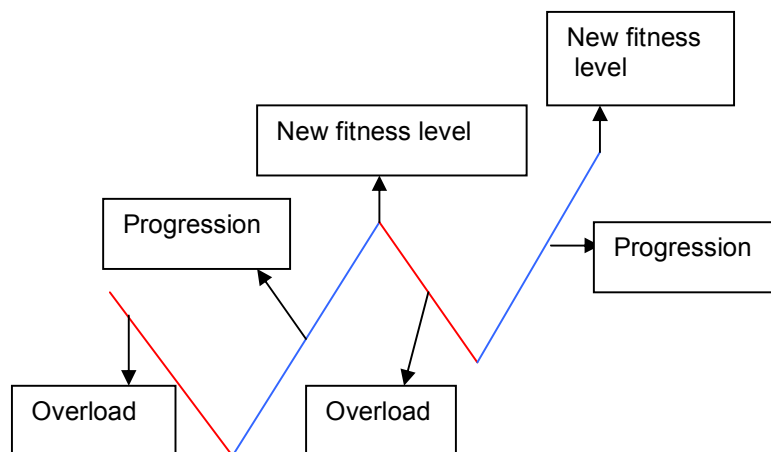 New fitness
level
New fitness level
Progression
Progression
Overload
Overload